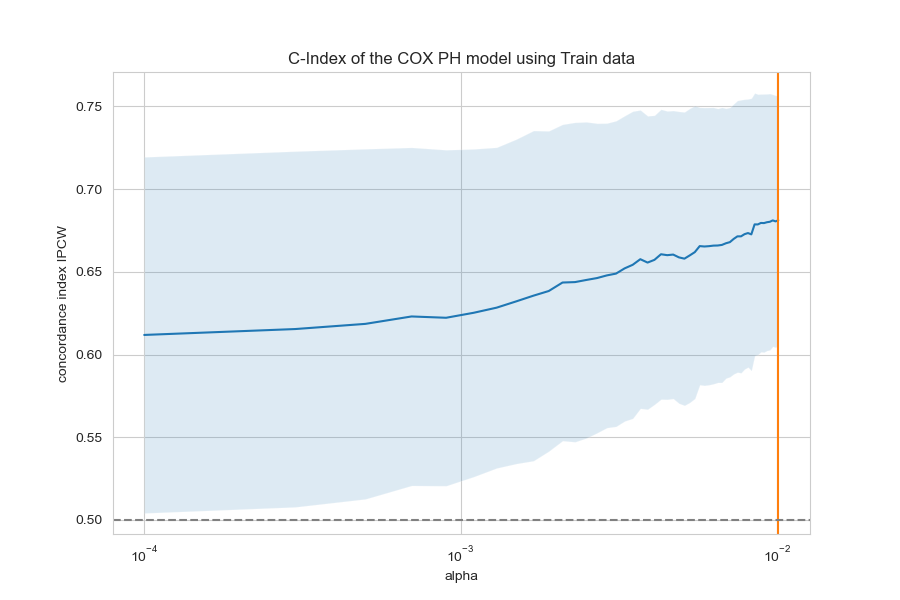 C-Index of the COX PH model using Train data
concordance index IPCW
0.75
0.70
0.65
0.60
0.55
0.50
10⁻⁴ 10⁻³ 10⁻²
alpha